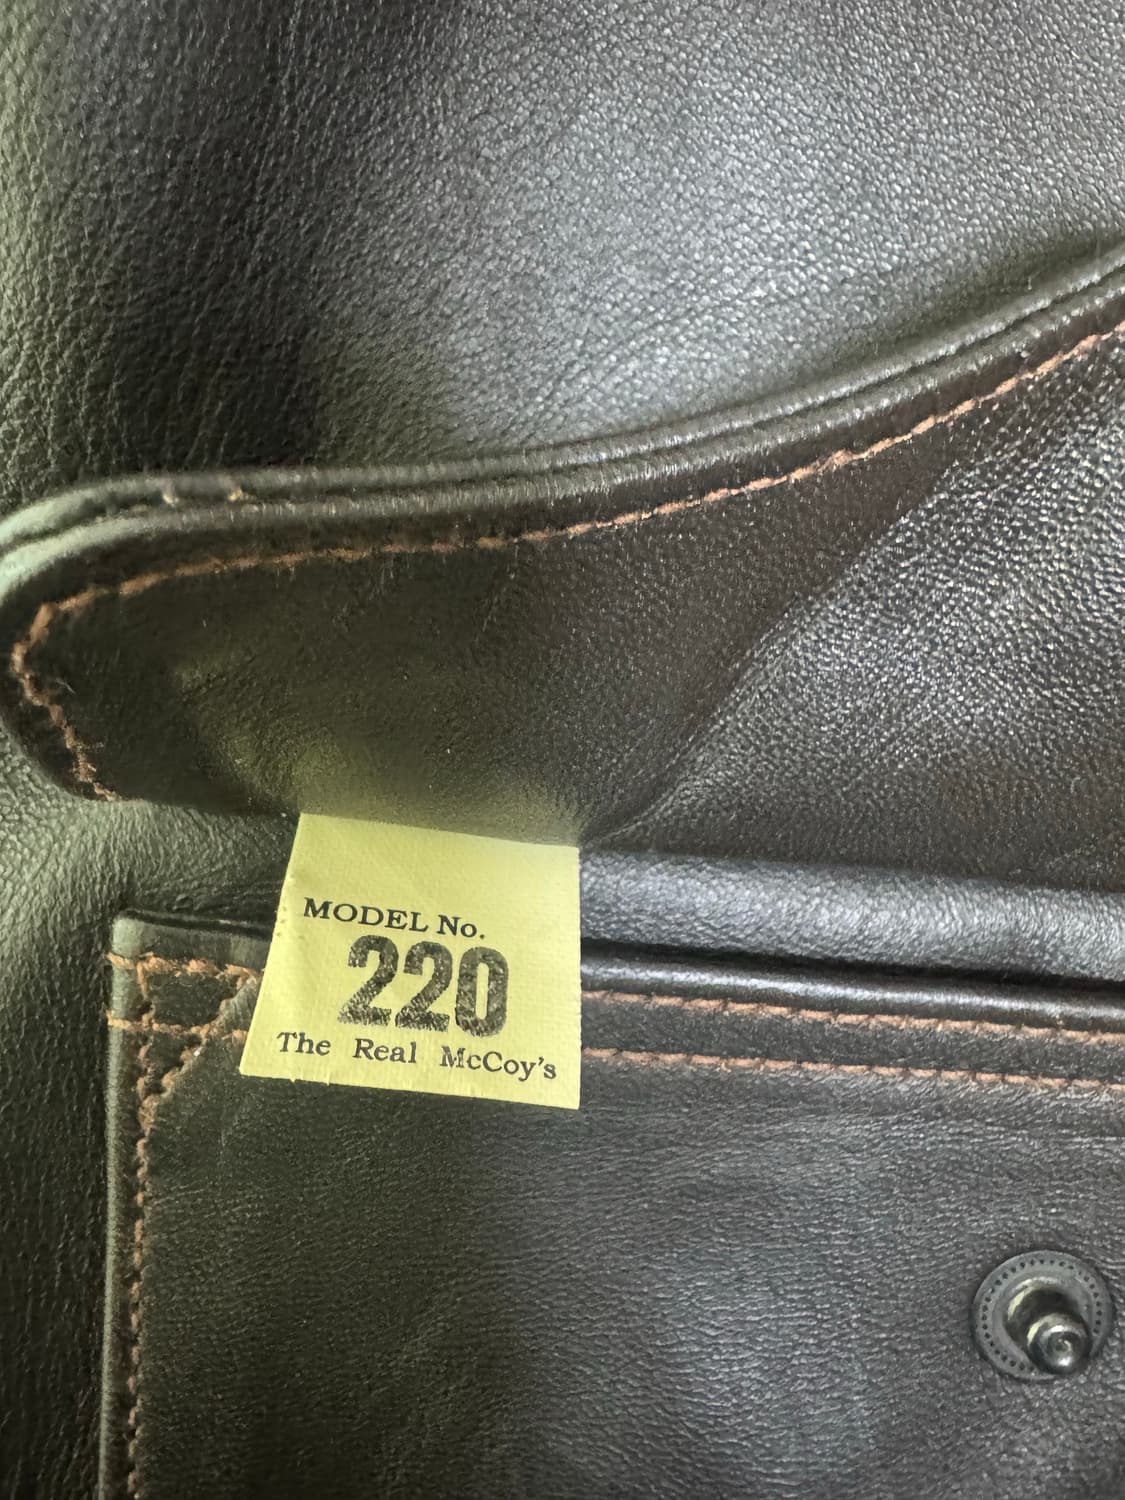 MODEL No.
220
The Real McCoy's